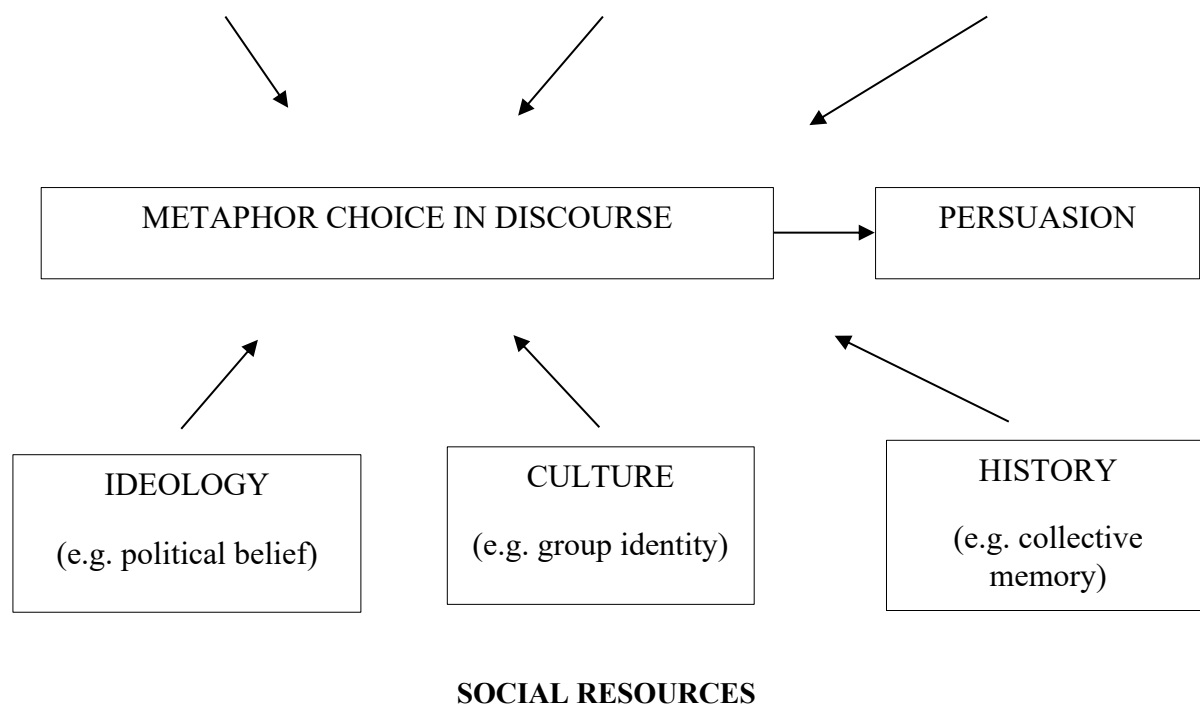 METAPHOR CHOICE IN DISCOURSE
PERSUASION
IDEOLOGY
(e.g. political belief)
CULTURE
(e.g. group identity)
HISTORY
(e.g. collective
memory)
SOCIAL RESOURCES